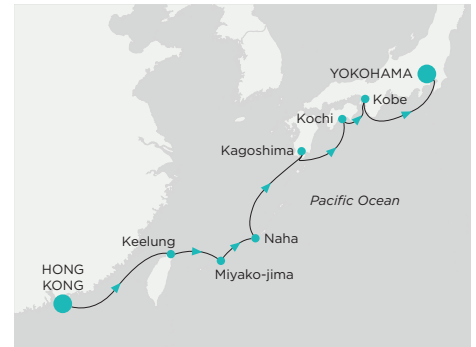 YOKOHAMA
Kobe
Kochi
Kagoshima
Pacific Ocean
Naha
Keelung
Miyako-jima
HONG
KONG